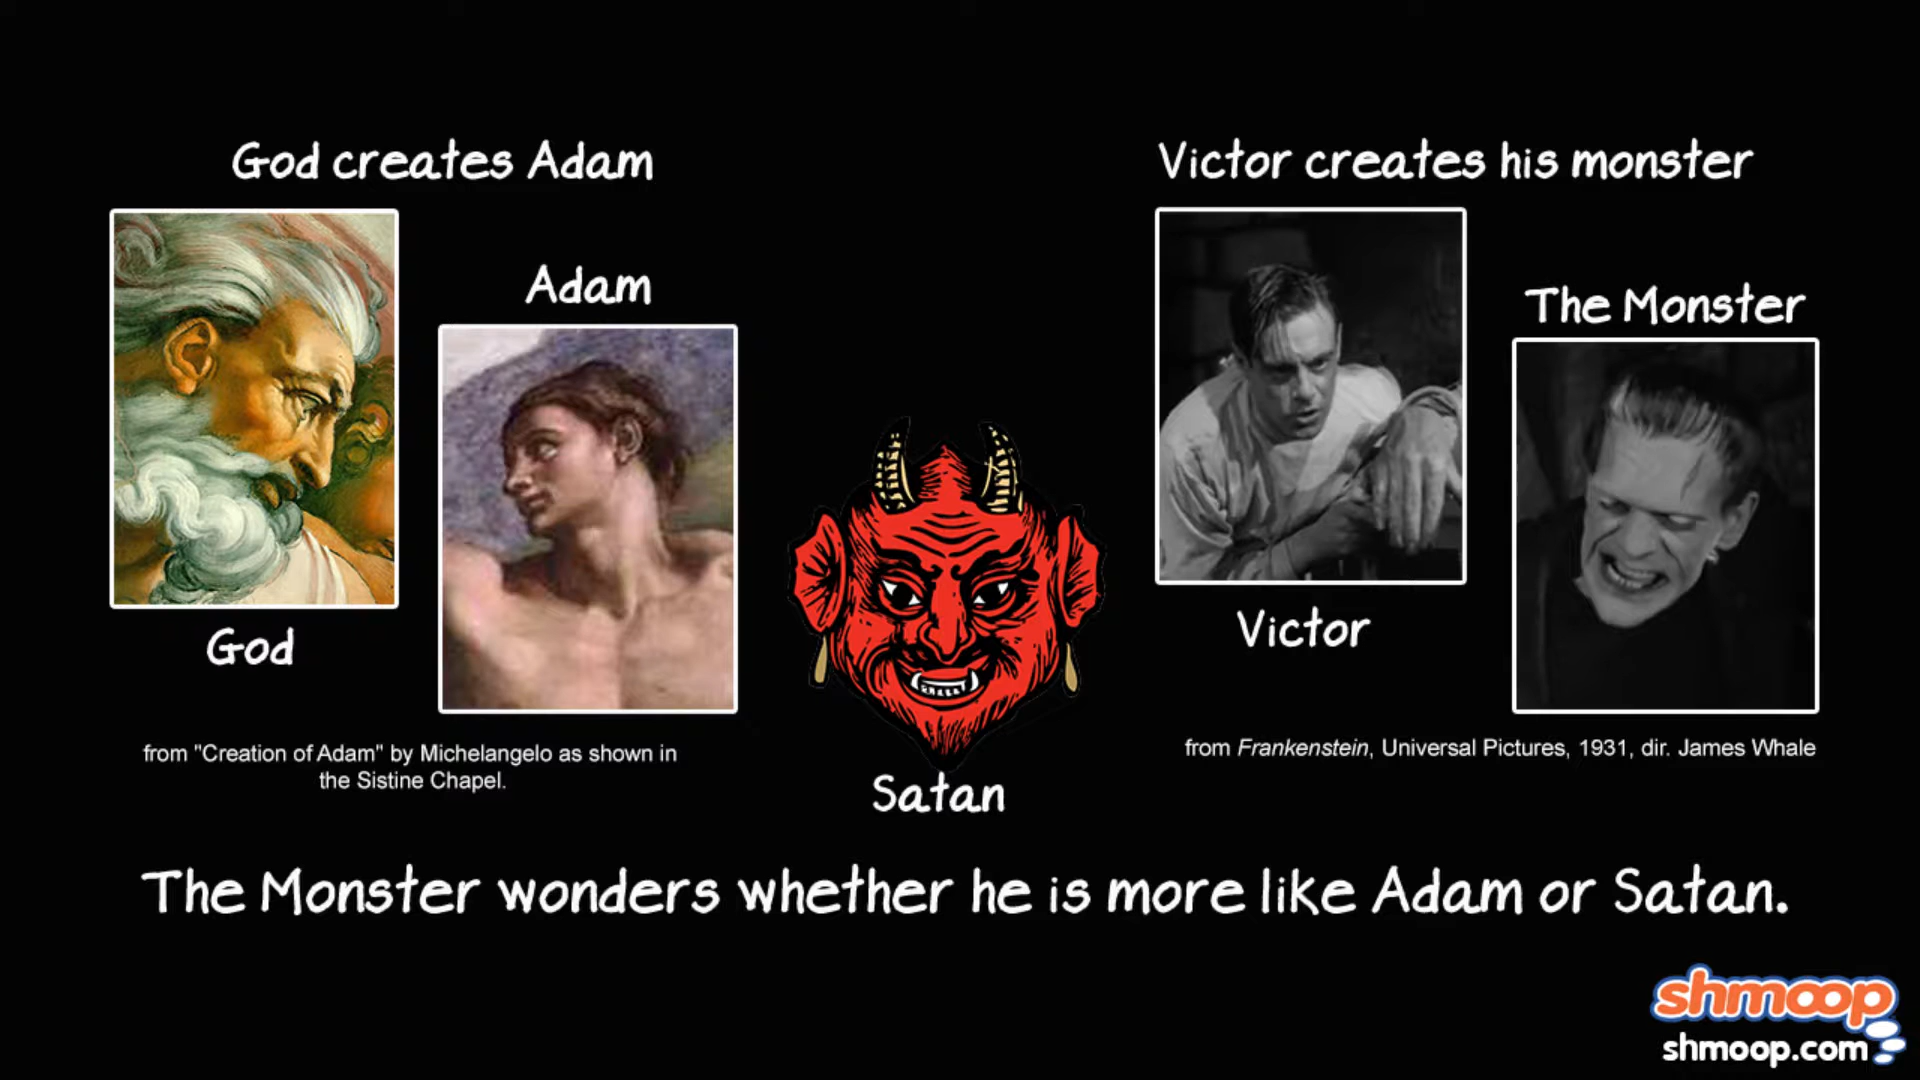 God creates Adam
God
Adam
from "Creation of Adam" by Michelangelo as shown in
the Sistine Chapel.
Satan
Victor creates his monster
Victor
The Monster
from Frankenstein, Universal Pictures, 1931, dir. James Whale
The Monster wonders whether he is more like Adam or Satan.
shmoop
shmoop.com